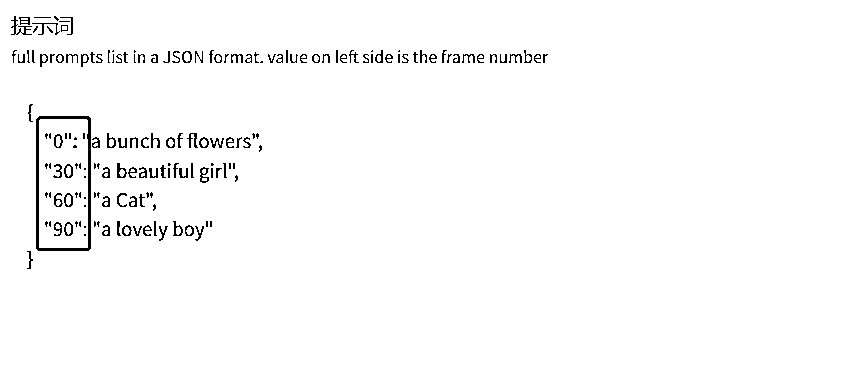 提示词
full prompts list in a JSON format. value on left side is the frame number
{
"0": "a bunch of flowers",
"30": "a beautiful girl",
"60": "a Cat",
"90": "a lovely boy"
}